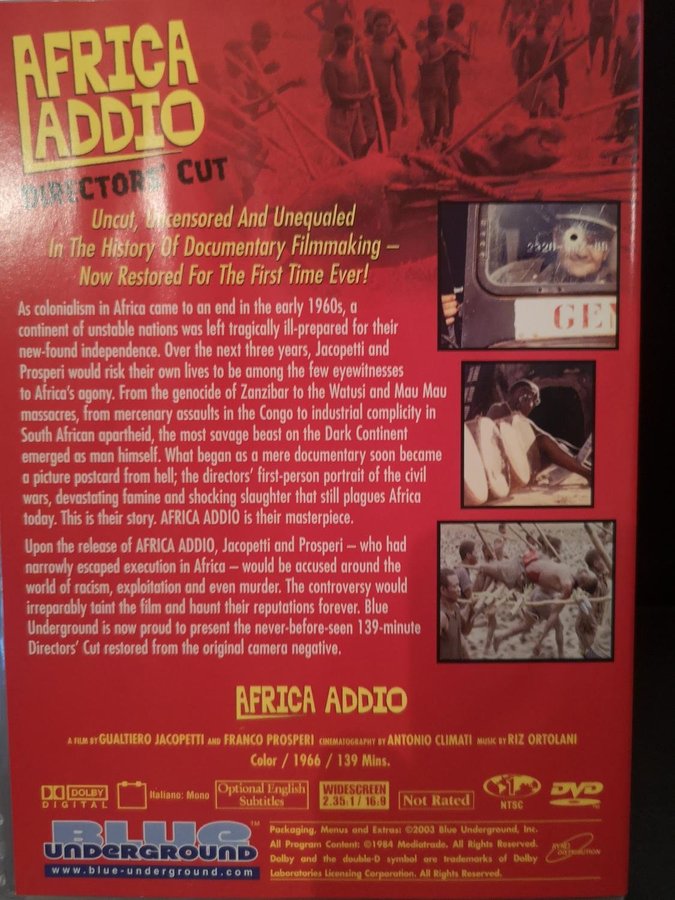 AFRICA
ADDIO
DIRECTORS' CUT
Uncut, Uncensored And Unequaled
In The History Of Documentary Filmmaking –
Now Restored For The First Time Ever!
As colonialism in Africa came to an end in the early 1960s, a
continent of unstable nations was left tragically ill-prepared for their
new-found independence. Over the next three years, Jacopetti and
Prosperi would risk their own lives to be among the few eyewitnesses
to Africa's agony. From the genocide of Zanzibar to the Watusi and Mau Mau
massacres, from mercenary assaults in the Congo to industrial complicity in
South African apartheid, the most savage beast on the Dark Continent
emerged as man himself. What began as a mere documentary soon became
a picture postcard from hell; the directors' first-person portrait of the civil
wars, devastating famine and shocking slaughter that still plagues Africa
today. This is their story. AFRICA ADDIO is their masterpiece.
Upon the release of AFRICA ADDIO, Jacopetti and Prosperi – who had
narrowly escaped execution in Africa – would be accused around the
world of racism, exploitation and even murder. The controversy would
irreparably taint the film and haunt their reputations forever. Blue
Underground is now proud to present the never-before-seen 139-minute
Directors' Cut restored from the original camera negative.
GEN
AFRICA ADDIO
A FILM BY GUALTIERO JACOPETTI AND FRANCO PROSPERI CINEMATOGRAPHY BY ANTONIO CLIMATI MUSIC BY RIZ ORTOLANI
Color / 1966 / 139 Mins.
DOLBY
DIGITAL
Italiano: Mono
Optional English
Subtitles
WIDESCREEN
2.35:1 / 16:9
Not Rated
NTSC
DVD
BLUE
UNDERGROUND™
www.blue-underground.com
Packaging, Menus and Extras: ©2003 Blue Underground, Inc.
All Program Content: ©1984 Mediatrade. All Rights Reserved.
Dolby and the double-D symbol are trademarks of Dolby
Laboratories Licensing Corporation. All Rights Reserved.
DISTRIBUTION